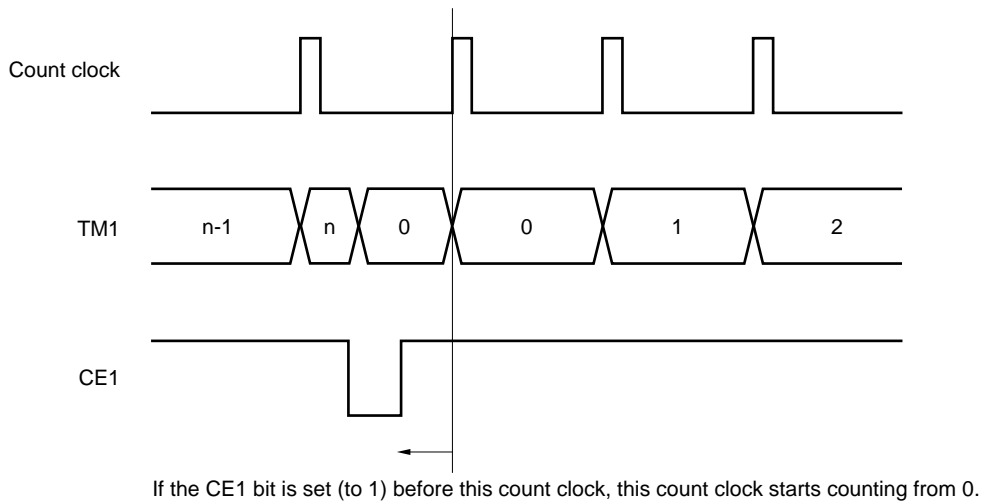 Count clock
TM1
n-1
n
0
0
1
2
CE1
If the CE1 bit is set (to 1) before this count clock, this count clock starts counting from 0.